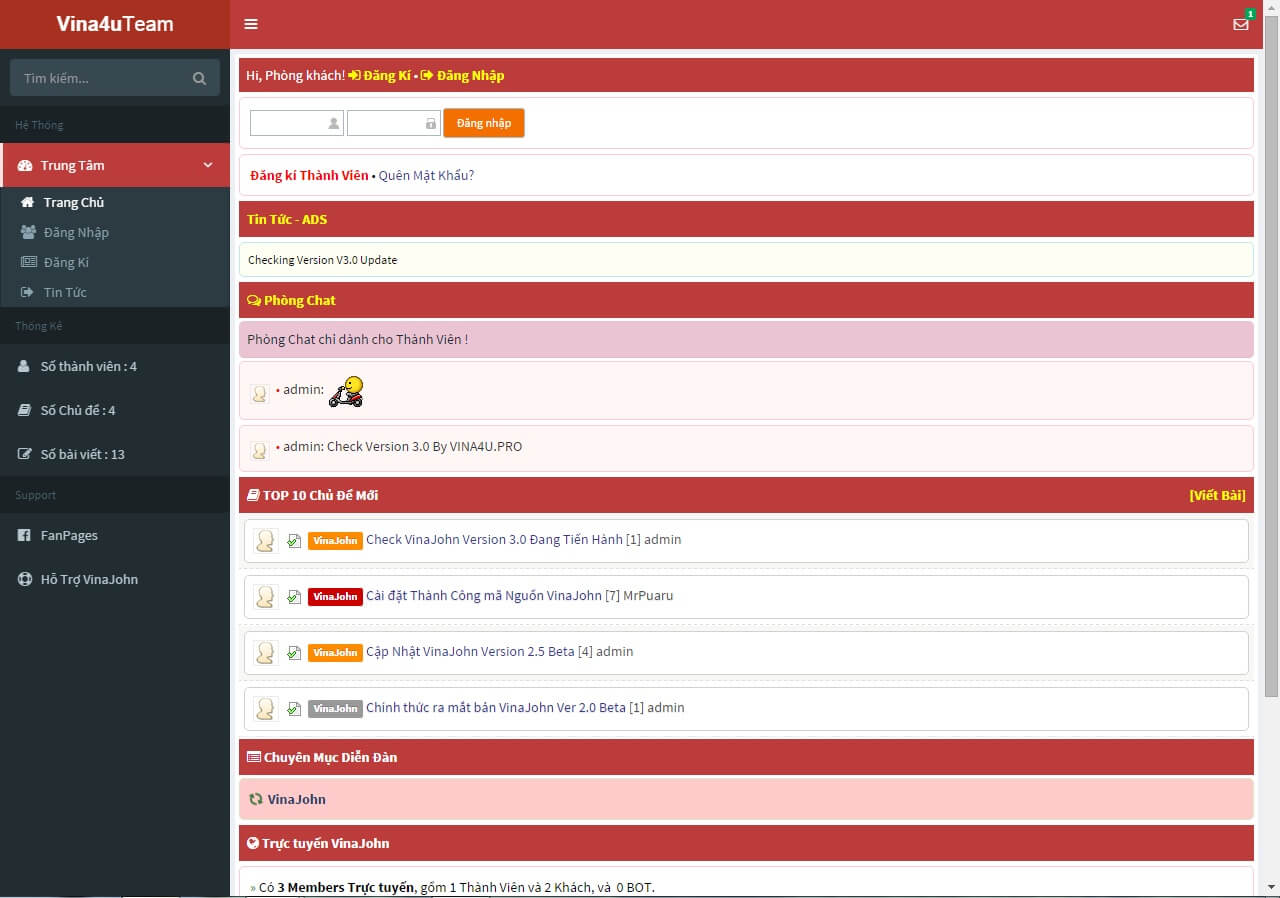 Vina4uTeam
1
Tìm kiếm...
Hệ Thống
Trung Tâm
Trang Chủ
Đăng Nhập
Đăng Kí
Tin Tức
Thống Kê
Số thành viên : 4
Số Chủ đề : 4
Số bài viết : 13
Support
FanPages
Hỗ Trợ VinaJohn
Hi, Phòng khách! Đăng Kí • Đăng Nhập
Đăng nhập
Đăng kí Thành Viên • Quên Mật Khẩu?
Tin Tức - ADS
Checking Version V3.0 Update
Phòng Chat
Phòng Chat chỉ dành cho Thành Viên !
• admin:
• admin: Check Version 3.0 By VINA4U.PRO
TOP 10 Chủ Đề Mới [Viết Bài]
VinaJohn Check VinaJohn Version 3.0 Đang Tiến Hành [1] admin
VinaJohn Cài đặt Thành Công mã Nguồn VinaJohn [7] MrPuaru
VinaJohn Cập Nhật VinaJohn Version 2.5 Beta [4] admin
VinaJohn Chính thức ra mắt bản VinaJohn Ver 2.0 Beta [1] admin
Chuyên Mục Diễn Đàn
VinaJohn
Trực tuyến VinaJohn
» Có 3 Members Trực tuyến, gồm 1 Thành Viên và 2 Khách, và 0 BOT.